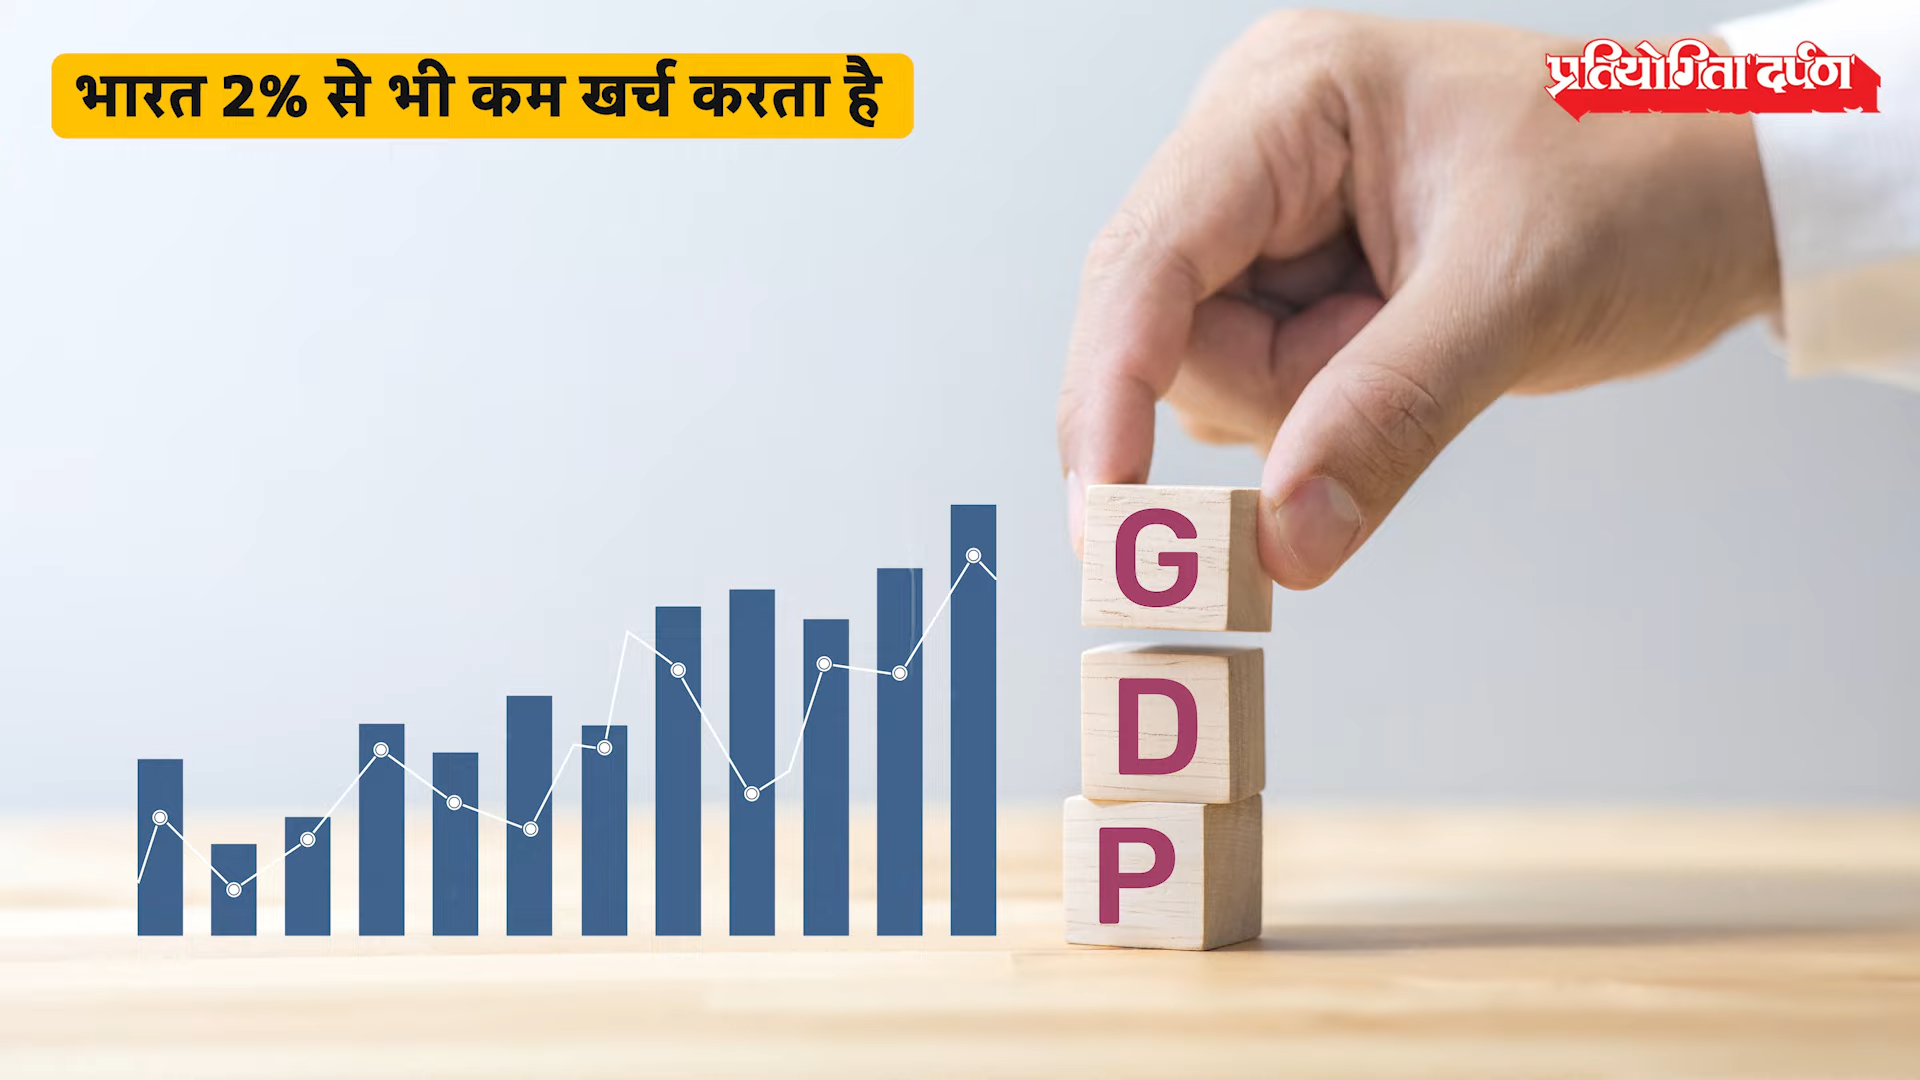 भारत 2% से भी कम खर्च करता है
प्रतियोगिता दर्पण
G
D
P